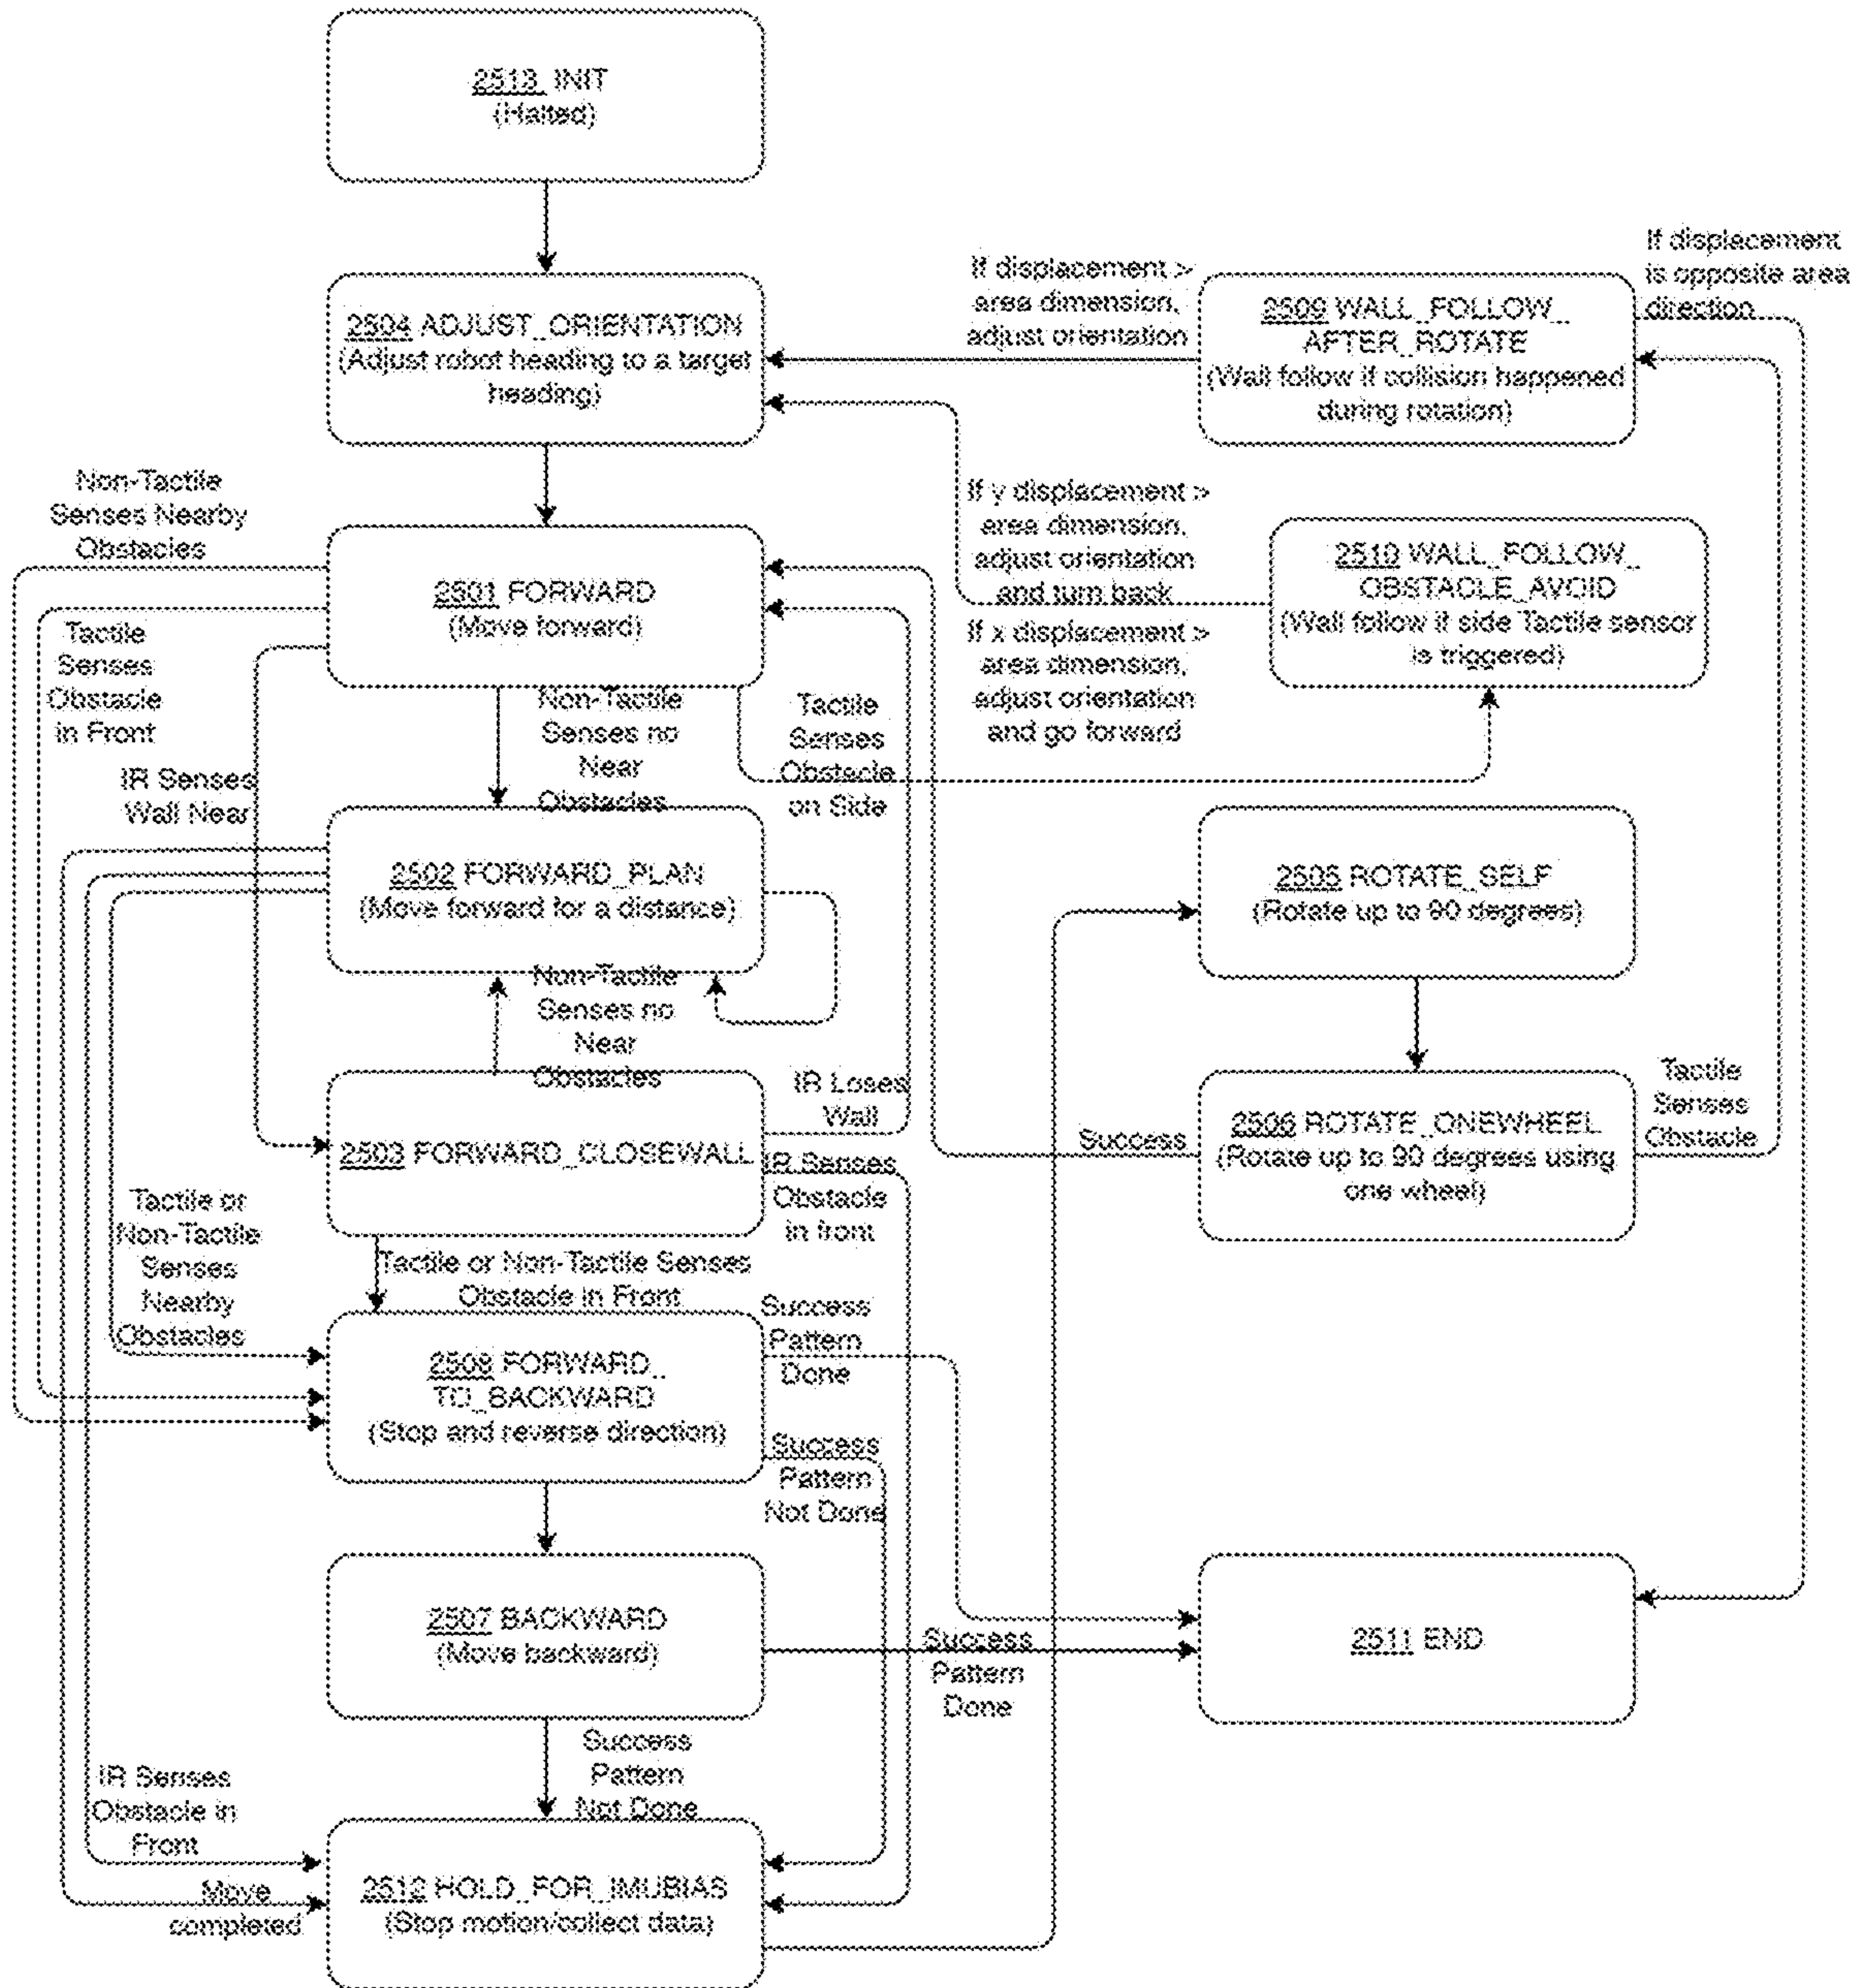 2513 INIT
(Halted)
If displacement
is opposite area
direction
If displacement >
area dimension,
adjust orientation
2509 WALL_FOLLOW_
AFTER_ROTATE
(Wall follow if collision happened
during rotation)
2504 ADJUST_ORIENTATION
(Adjust robot heading to a target
heading)
Non-Tactile
Senses Nearby
Obstacles
If y displacement >
area dimension,
adjust orientation
and turn back
2510 WALL_FOLLOW_
OBSTACLE_AVOID
(Wall follow if side Tactile sensor
is triggered)
2501 FORWARD
(Move forward)
Tactile
Senses
Obstacle
in Front
If x displacement >
area dimension,
adjust orientation
and go forward
Non-Tactile
Senses no
Near
Obstacles
Tactile
Senses
Obstacle
on Side
IR Senses
Wall Near
2502 FORWARD_PLAN
(Move forward for a distance)
2505 ROTATE_SELF
(Rotate up to 90 degrees)
Non-Tactile
Senses no
Near
Obstacles
IR Loses
Wall
2503 FORWARD_CLOSEWALL
IR Senses
Obstacle
in front
Success
2506 ROTATE_ONEWHEEL
(Rotate up to 90 degrees using
one wheel)
Tactile
Senses
Obstacle
Tactile or
Non-Tactile
Senses
Nearby
Obstacles
Tactile or Non-Tactile Senses
Obstacle in Front
Success
Pattern
Done
2508 FORWARD_
TO_BACKWARD
(Stop and reverse direction)
Success
Pattern
Not Done
2507 BACKWARD
(Move backward)
Success
Pattern
Done
2511 END
Success
Pattern
Not Done
IR Senses
Obstacle in
Front
Move
completed
2512 HOLD_FOR_IMUBIAS
(Stop motion/collect data)